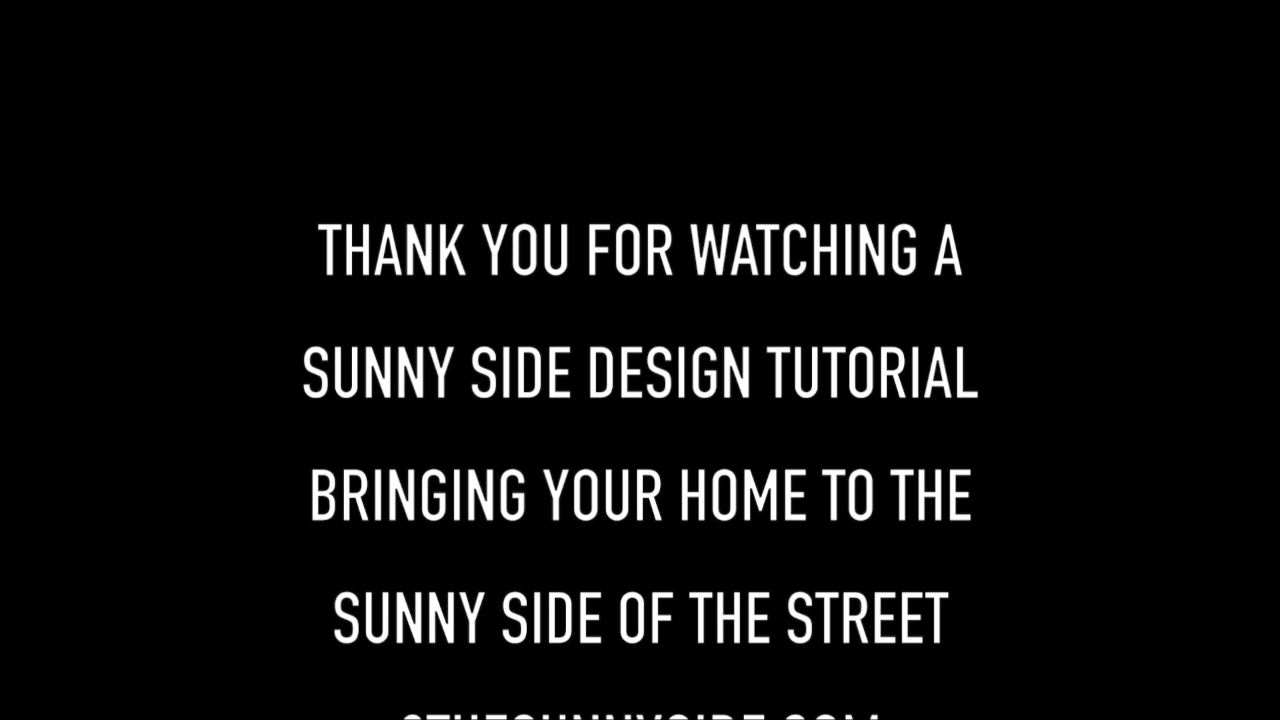 THANK YOU FOR WATCHING A
SUNNY SIDE DESIGN TUTORIAL
BRINGING YOUR HOME TO THE
SUNNY SIDE OF THE STREET